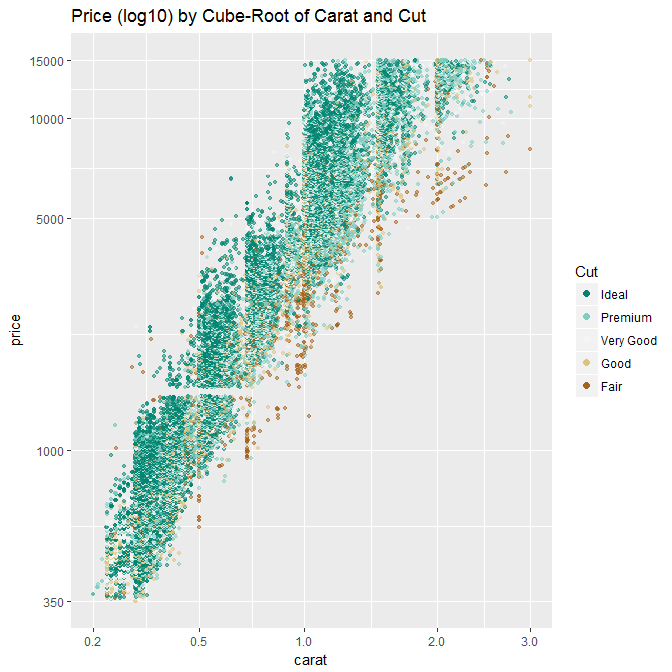 Price (log10) by Cube-Root of Carat and Cut
15000
10000
5000
1000
350
price
0.2
0.5
1.0
2.0
3.0
carat
Cut
Ideal
Premium
Very Good
Good
Fair